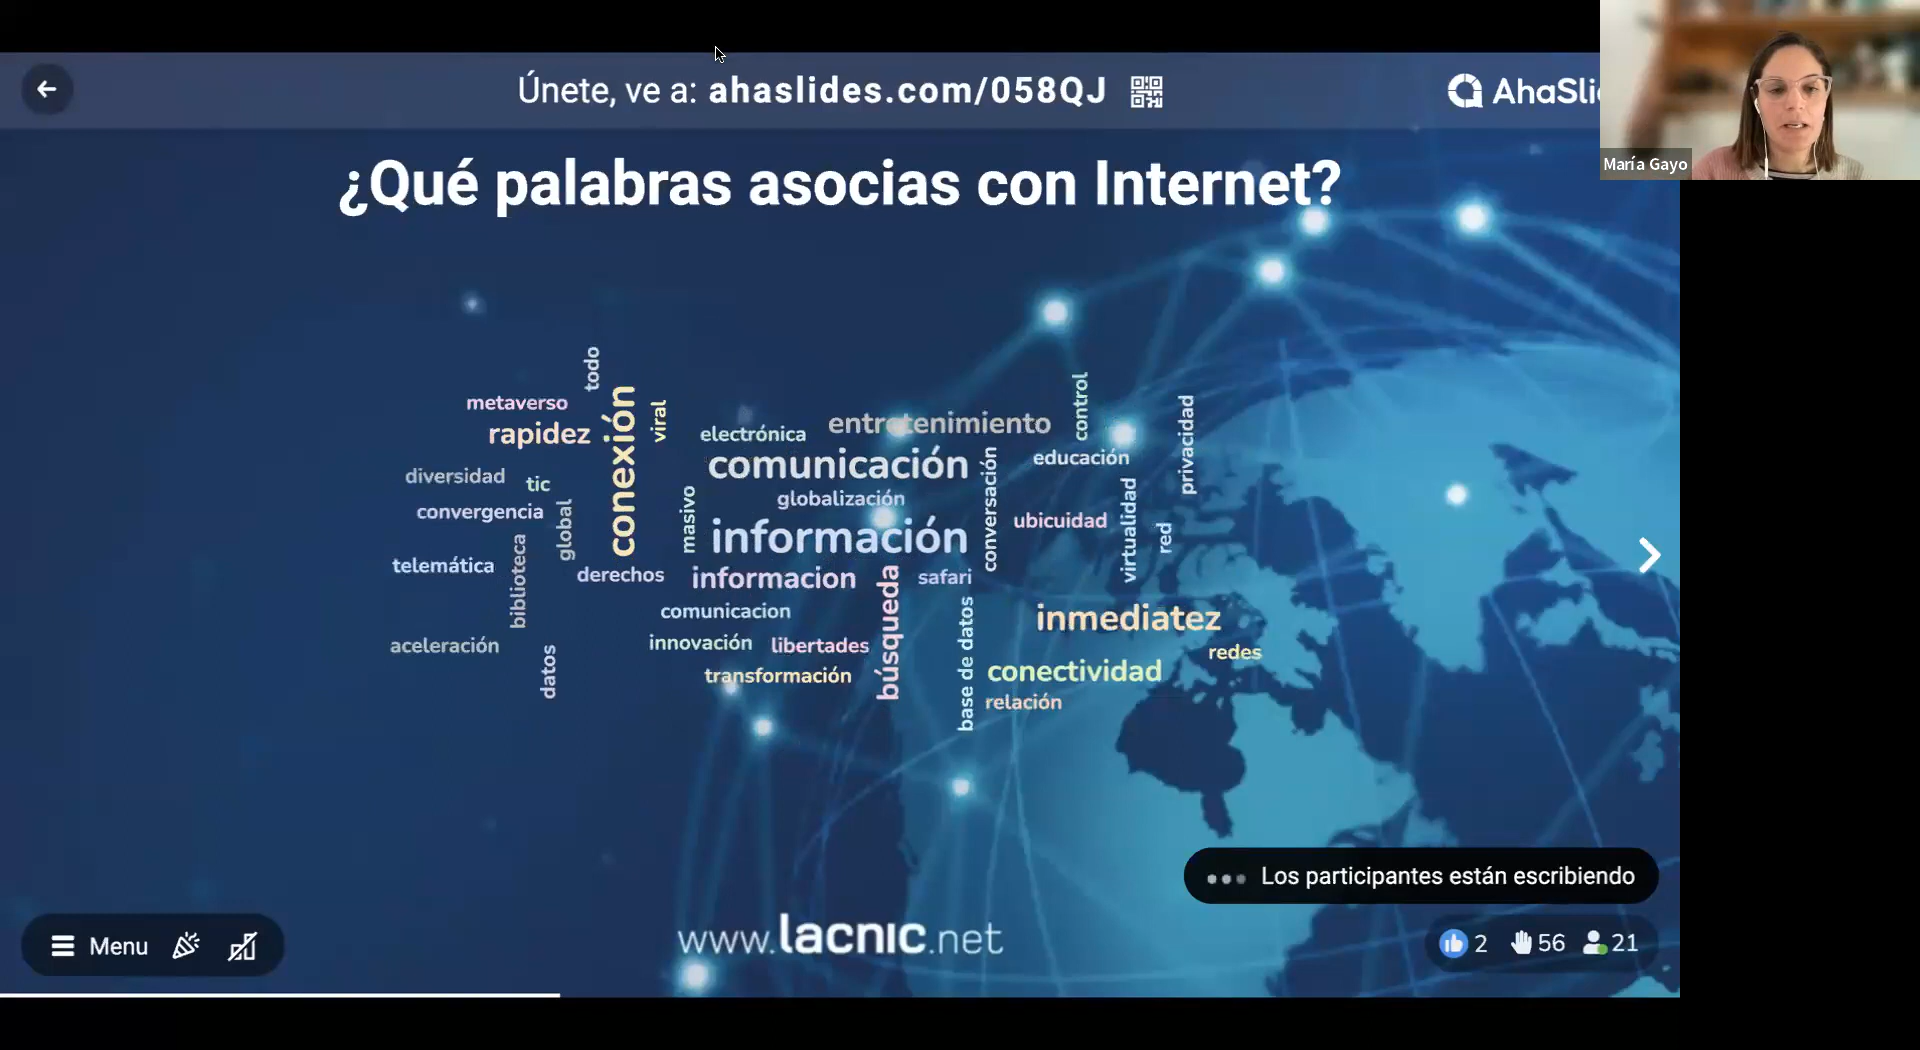 Únete, ve a: ahaslides.com/058QJ
AhaSli
María Gayo
¿Qué palabras asocias con Internet?
todo
metaverso
rapidez
conexión
viral
electrónica
entretenimiento
control
privacidad
comunicación
educación
diversidad
tic
globalización
conversación
convergencia
global
masivo
información
ubicuidad
virtualidad
red
telemática
biblioteca
derechos
informacion
búsqueda
safari
comunicacion
base de datos
inmediatez
aceleración
datos
innovación
libertades
redes
transformación
conectividad
relación
Los participantes están escribiendo
Menu
www.lacnic.net
2
56
21